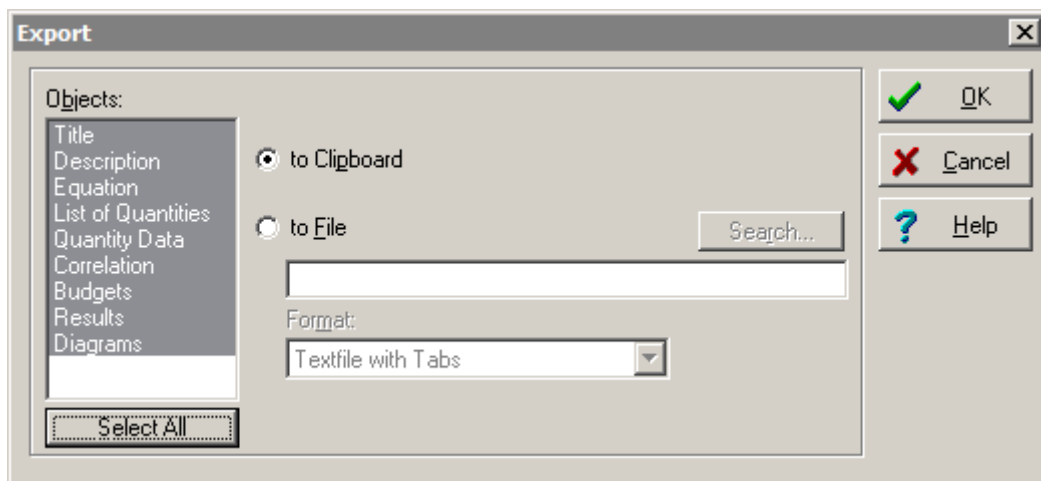 Export
Objects:
Title
Description
Equation
List of Quantities
Quantity Data
Correlation
Budgets
Results
Diagrams
Select All
to Clipboard
to File
Search...
Format:
Textfile with Tabs
OK
Cancel
? Help